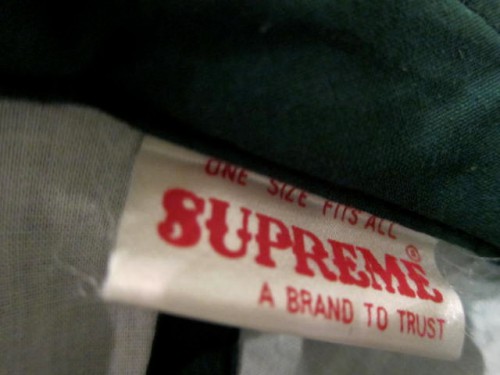 ONE SIZE FITS ALL
SUPREME®
A BRAND TO TRUST